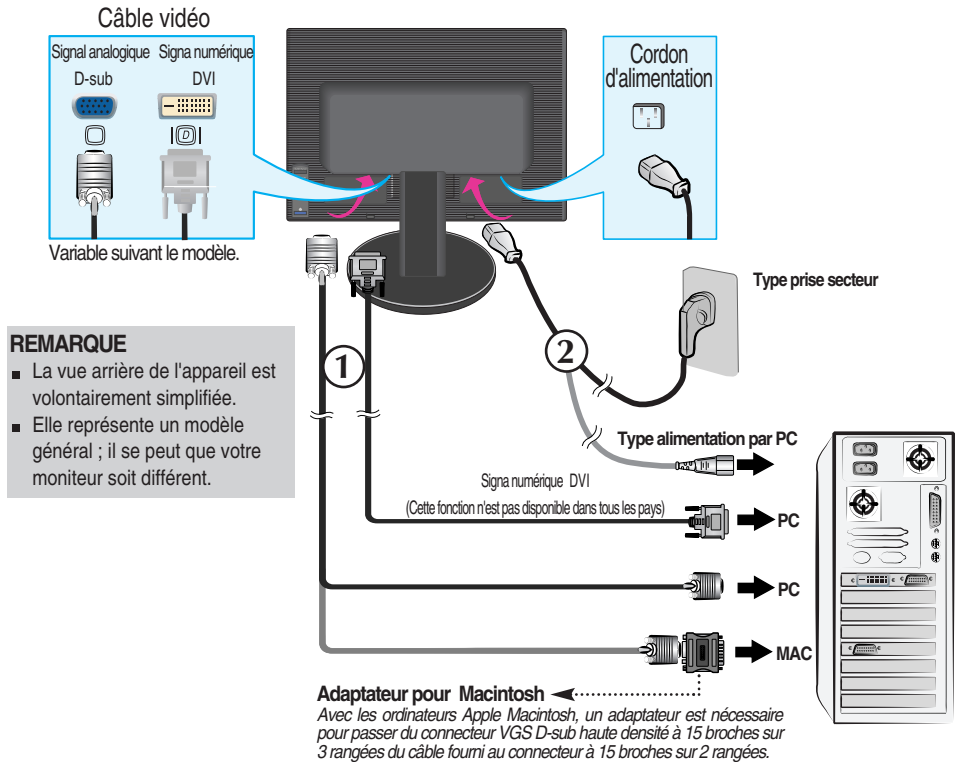 Câble vidéo
Signal analogique
Signa numérique
D-sub
DVI
D
Variable suivant le modèle.
Cordon
d'alimentation
Type prise secteur
REMARQUE
La vue arrière de l'appareil est
volontairement simplifiée.
Elle représente un modèle
général ; il se peut que votre
moniteur soit différent.
1
2
Type alimentation par PC
Signa numérique DVI
(Cette fonction n'est pas disponible dans tous les pays)
PC
PC
MAC
Adaptateur pour Macintosh
Avec les ordinateurs Apple Macintosh, un adaptateur est nécessaire
pour passer du connecteur VGS D-sub haute densité à 15 broches sur
3 rangées du câble fourni au connecteur à 15 broches sur 2 rangées.